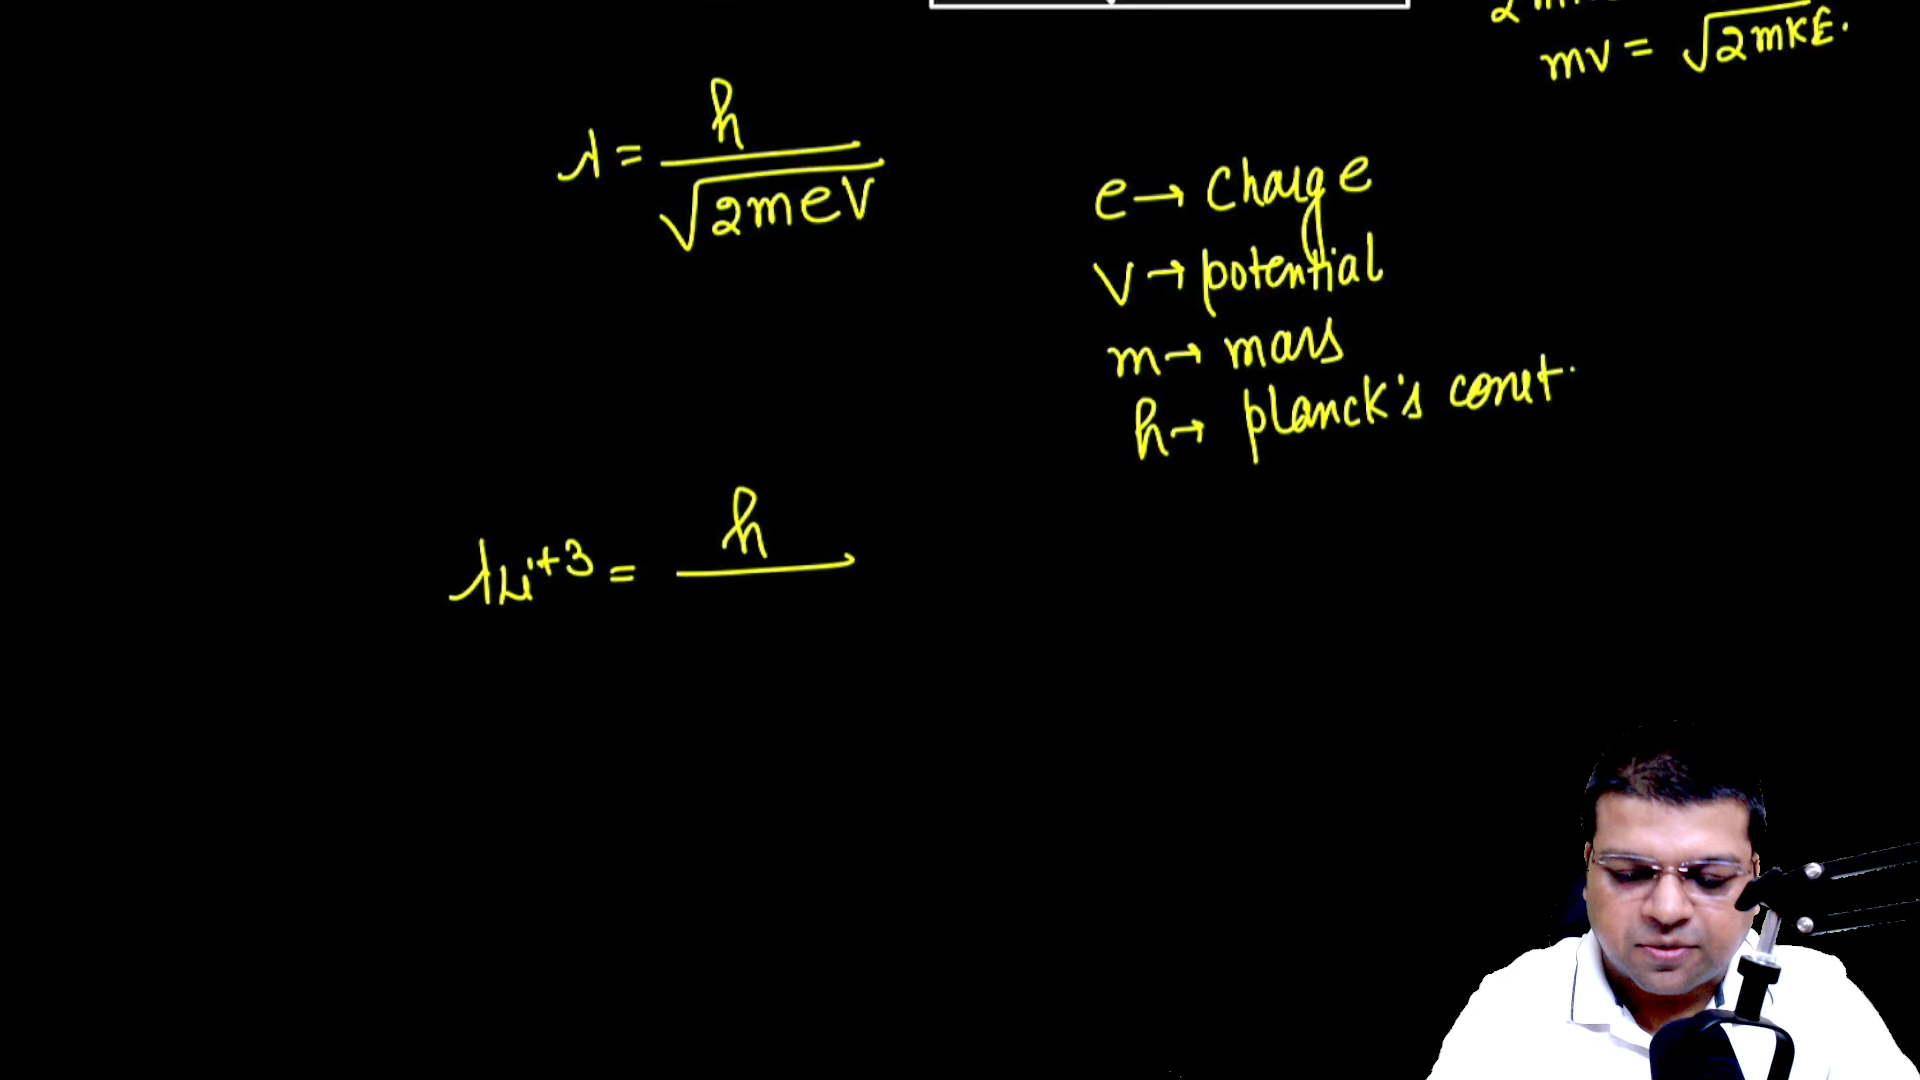 mv = √2mKE.
λ = h / √2meV
e → charge
V → potential
m → mass
h → planck's const.
λLi+3 = h